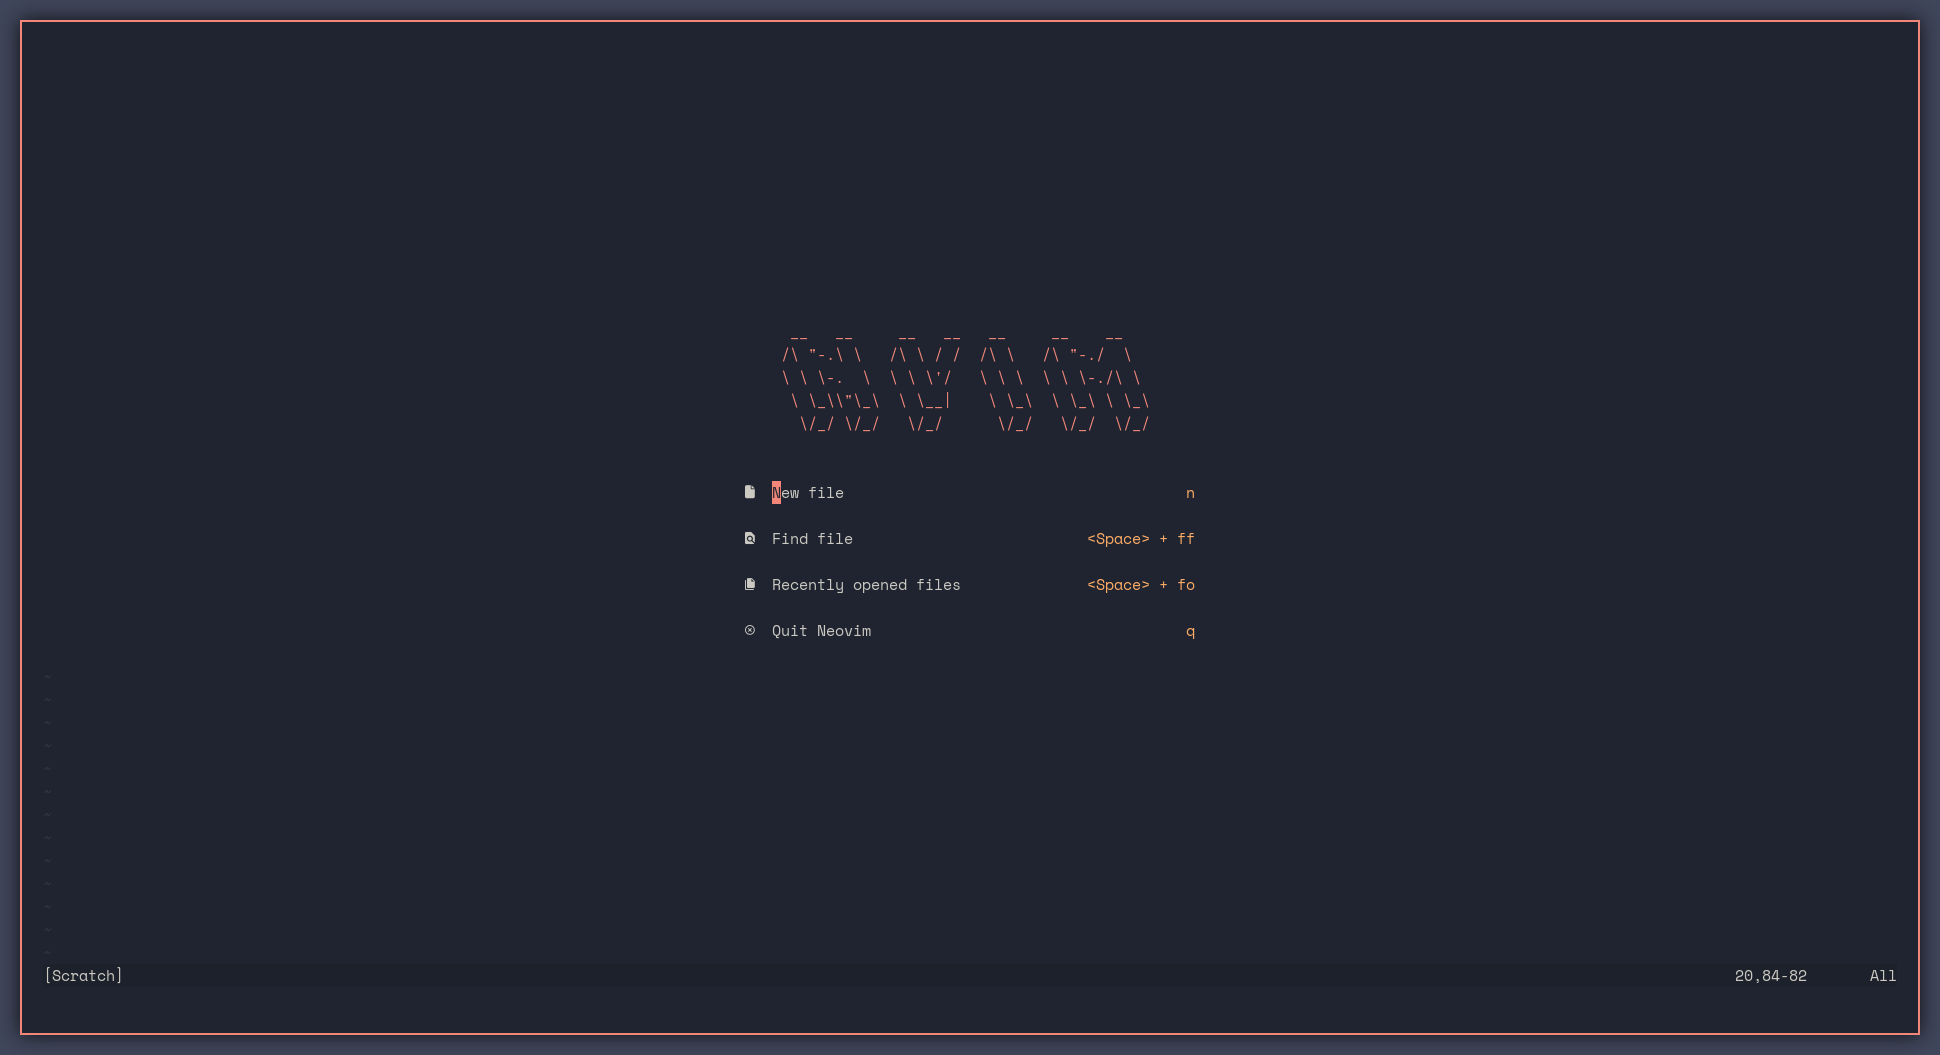 __   __     __   __   __     __    __
/\ "-.\ \   /\ \ / /  /\ \   /\ "-./  \
\ \ \-.  \  \ \ \'/   \ \ \  \ \ \-./\ \
 \ \_\\"\_\  \ \__|    \ \_\  \ \_\ \ \_\
  \/_/ \/_/   \/_/      \/_/   \/_/  \/_/
New file n
Find file <Space> + ff
Recently opened files <Space> + fo
Quit Neovim q
~
~
~
~
~
~
~
~
~
~
~
~
~
[Scratch] 20,84-82 All